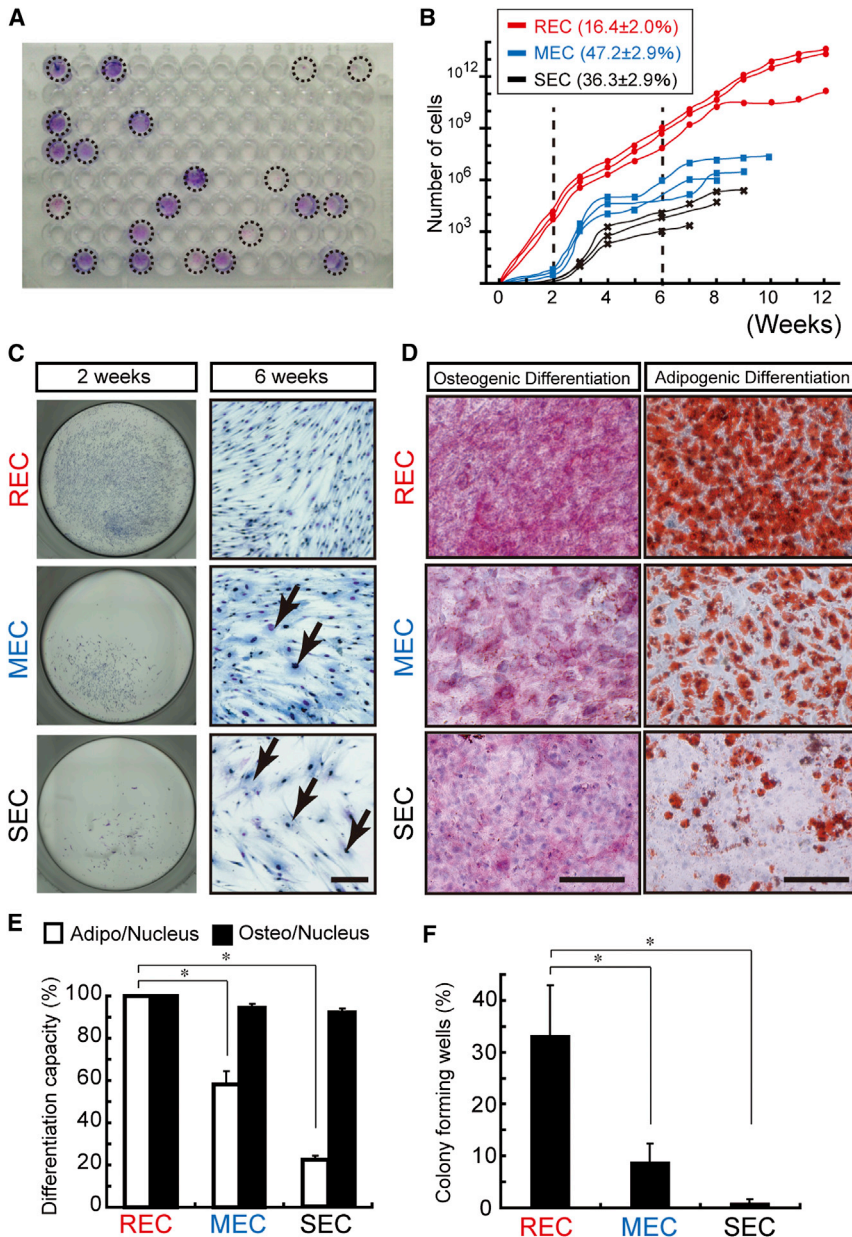 A
B
REC (16.4±2.0%)
MEC (47.2±2.9%)
SEC (36.3±2.9%)
Number of cells
10^12
10^9
10^6
10^3
0 2 4 6 8 10 12
(Weeks)
C
2 weeks
6 weeks
REC
MEC
SEC
D
Osteogenic Differentiation
Adipogenic Differentiation
REC
MEC
SEC
E
Adipo/Nucleus
Osteo/Nucleus
Differentiation capacity (%)
100
80
60
40
20
0
* *
REC MEC SEC
F
Colony forming wells (%)
40
30
20
10
0
* *
REC MEC SEC